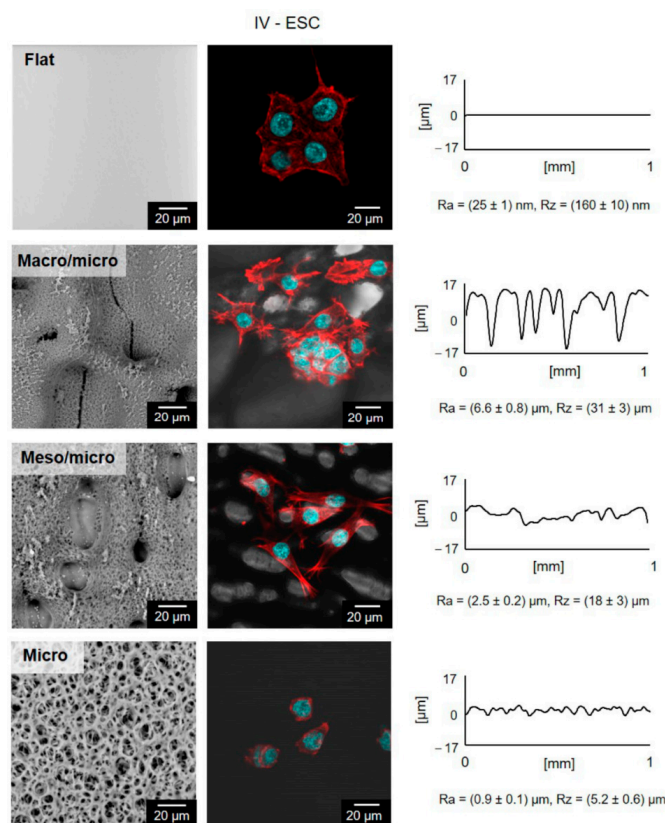 IV - ESC
Flat
20 µm
20 µm
[µm]
17
0
– 17
0
[mm]
1
Ra = (25 ± 1) nm, Rz = (160 ± 10) nm
Macro/micro
20 µm
20 µm
[µm]
17
0
– 17
0
[mm]
1
Ra = (6.6 ± 0.8) µm, Rz = (31 ± 3) µm
Meso/micro
20 µm
20 µm
[µm]
17
0
– 17
0
[mm]
1
Ra = (2.5 ± 0.2) µm, Rz = (18 ± 3) µm
Micro
20 µm
20 µm
[µm]
17
0
– 17
0
[mm]
1
Ra = (0.9 ± 0.1) µm, Rz = (5.2 ± 0.6) µm